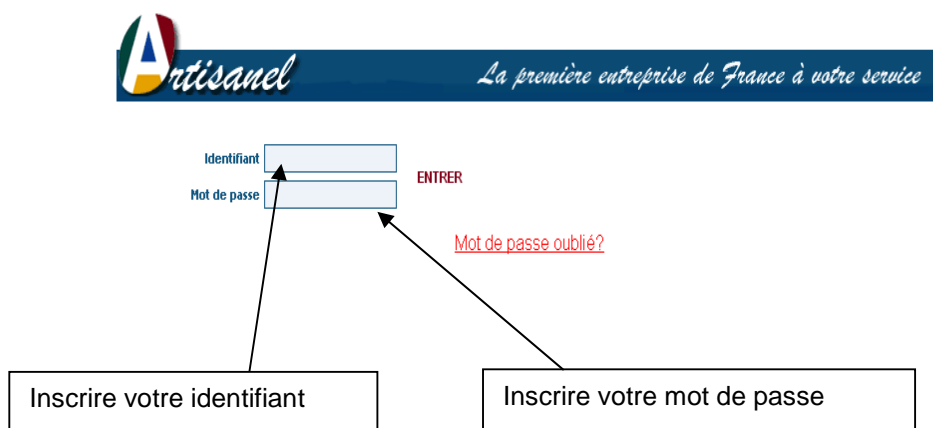 Artisanel
La première entreprise de France à votre service
Identifiant
ENTRER
Mot de passe
Mot de passe oublié?
Inscrire votre identifiant
Inscrire votre mot de passe